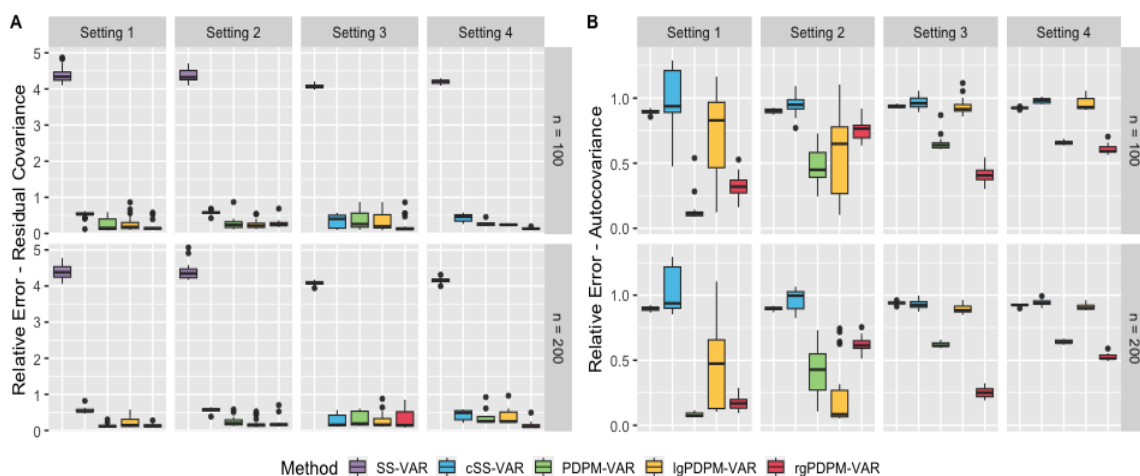 A
Setting 1
Setting 2
Setting 3
Setting 4
Relative Error - Residual Covariance
5
4
3
2
1
0
n = 100
5
4
3
2
1
0
n = 200
B
Setting 1
Setting 2
Setting 3
Setting 4
Relative Error - Autocovariance
1.0
0.5
0.0
n = 100
1.0
0.5
0.0
n = 200
Method SS-VAR cSS-VAR PDPM-VAR lgPDPM-VAR rgPDPM-VAR